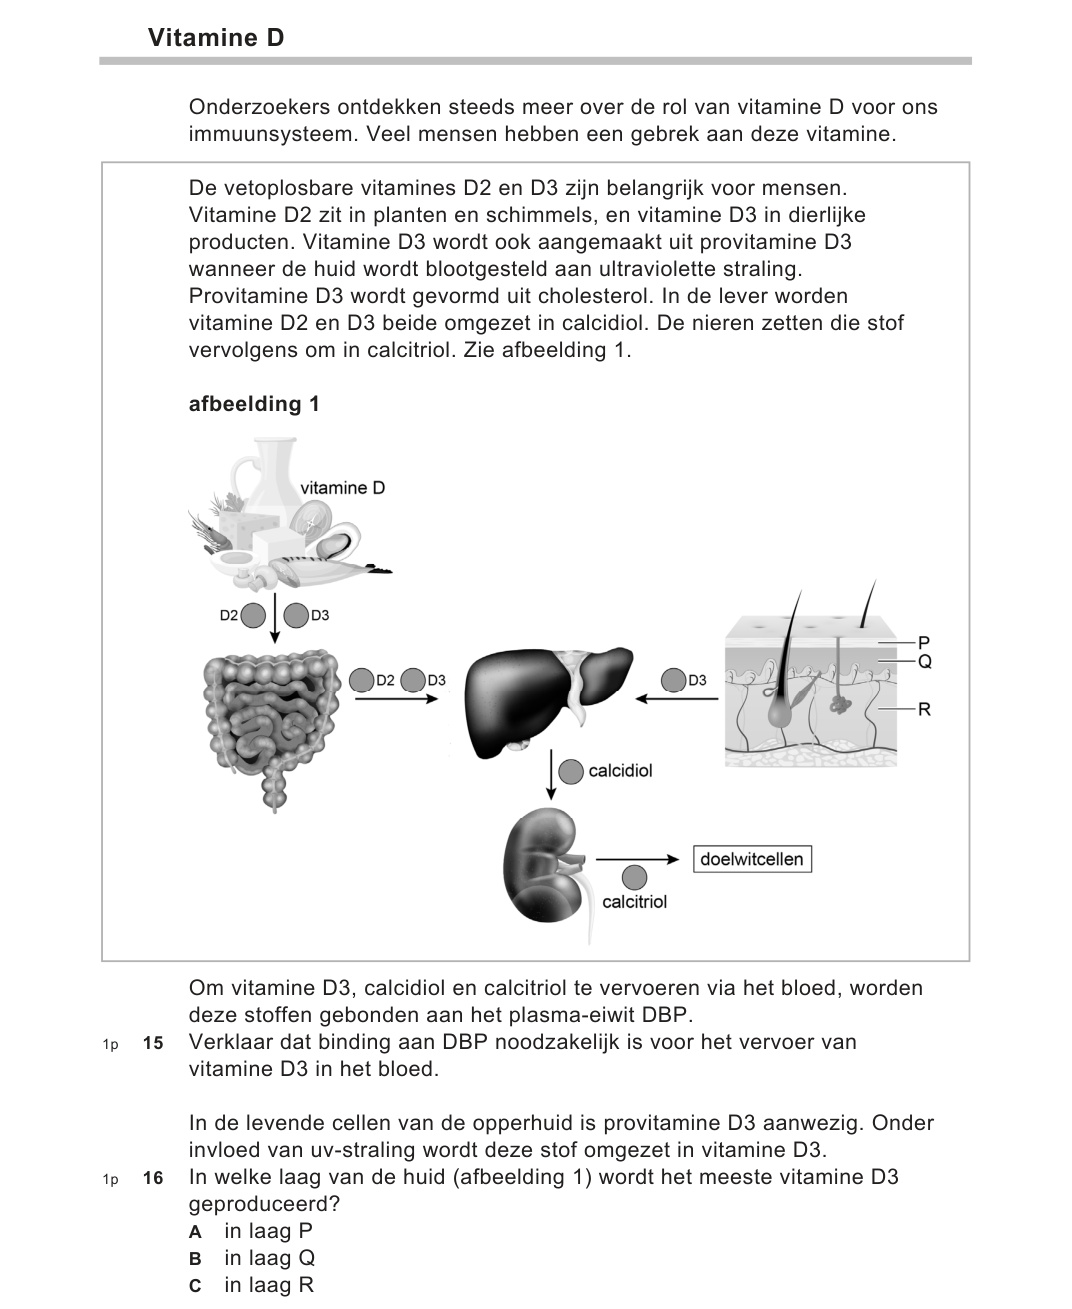 Vitamine D
Onderzoekers ontdekken steeds meer over de rol van vitamine D voor ons
immuunsysteem. Veel mensen hebben een gebrek aan deze vitamine.
De vetoplosbare vitamines D2 en D3 zijn belangrijk voor mensen.
Vitamine D2 zit in planten en schimmels, en vitamine D3 in dierlijke
producten. Vitamine D3 wordt ook aangemaakt uit provitamine D3
wanneer de huid wordt blootgesteld aan ultraviolette straling.
Provitamine D3 wordt gevormd uit cholesterol. In de lever worden
vitamine D2 en D3 beide omgezet in calcidiol. De nieren zetten die stof
vervolgens om in calcitriol. Zie afbeelding 1.
afbeelding 1
vitamine D
D2 D3
P
Q
D2 D3
D3
R
calcidiol
doelwitcellen
calcitriol
Om vitamine D3, calcidiol en calcitriol te vervoeren via het bloed, worden
deze stoffen gebonden aan het plasma-eiwit DBP.
1p 15 Verklaar dat binding aan DBP noodzakelijk is voor het vervoer van
vitamine D3 in het bloed.
In de levende cellen van de opperhuid is provitamine D3 aanwezig. Onder
invloed van uv-straling wordt deze stof omgezet in vitamine D3.
1p 16 In welke laag van de huid (afbeelding 1) wordt het meeste vitamine D3
geproduceerd?
A in laag P
B in laag Q
C in laag R